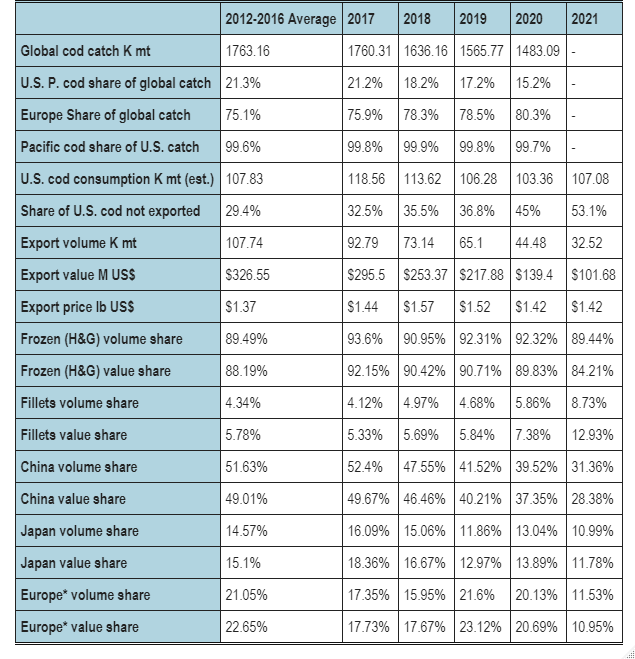 2012-2016 Average 2017 2018 2019 2020 2021
Global cod catch K mt 1763.16 1760.31 1636.16 1565.77 1483.09 -
U.S. P. cod share of global catch 21.3% 21.2% 18.2% 17.2% 15.2% -
Europe Share of global catch 75.1% 75.9% 78.3% 78.5% 80.3% -
Pacific cod share of U.S. catch 99.6% 99.8% 99.9% 99.8% 99.7% -
U.S. cod consumption K mt (est.) 107.83 118.56 113.62 106.28 103.36 107.08
Share of U.S. cod not exported 29.4% 32.5% 35.5% 36.8% 45% 53.1%
Export volume K mt 107.74 92.79 73.14 65.1 44.48 32.52
Export value M US$ $326.55 $295.5 $253.37 $217.88 $139.4 $101.68
Export price lb US$ $1.37 $1.44 $1.57 $1.52 $1.42 $1.42
Frozen (H&G) volume share 89.49% 93.6% 90.95% 92.31% 92.32% 89.44%
Frozen (H&G) value share 88.19% 92.15% 90.42% 90.71% 89.83% 84.21%
Fillets volume share 4.34% 4.12% 4.97% 4.68% 5.86% 8.73%
Fillets value share 5.78% 5.33% 5.69% 5.84% 7.38% 12.93%
China volume share 51.63% 52.4% 47.55% 41.52% 39.52% 31.36%
China value share 49.01% 49.67% 46.46% 40.21% 37.35% 28.38%
Japan volume share 14.57% 16.09% 15.06% 11.86% 13.04% 10.99%
Japan value share 15.1% 18.36% 16.67% 12.97% 13.89% 11.78%
Europe* volume share 21.05% 17.35% 15.95% 21.6% 20.13% 11.53%
Europe* value share 22.65% 17.73% 17.67% 23.12% 20.69% 10.95%